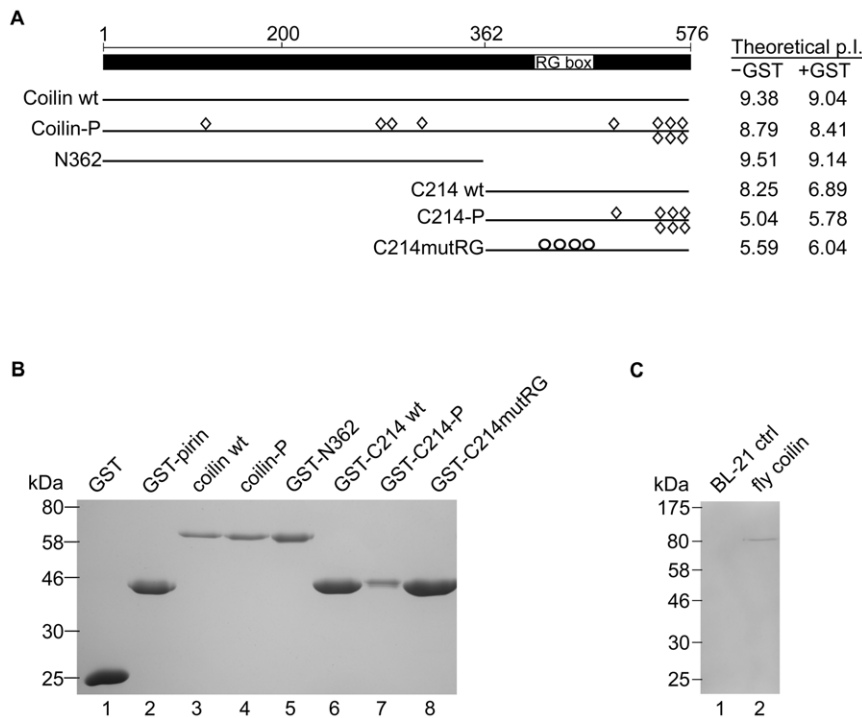 A
1 200 362 576
Theoretical p.I.
−GST +GST
RG box
Coilin wt 9.38 9.04
Coilin-P 8.79 8.41
N362 9.51 9.14
C214 wt 8.25 6.89
C214-P 5.04 5.78
C214mutRG 5.59 6.04
B
kDa
GST
GST-pirin
coilin wt
coilin-P
GST-N362
GST-C214 wt
GST-C214-P
GST-C214mutRG
80
58
46
30
25
1 2 3 4 5 6 7 8
C
kDa
BL-21 ctrl
fly coilin
175
80
58
46
30
25
1 2